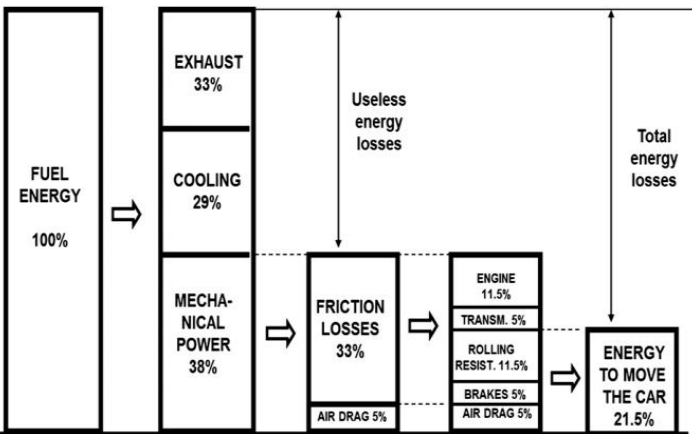 FUEL
ENERGY
100%
EXHAUST
33%
COOLING
29%
MECHA-
NICAL
POWER
38%
Useless
energy
losses
FRICTION
LOSSES
33%
AIR DRAG 5%
ENGINE
11.5%
TRANSM. 5%
ROLLING
RESIST. 11.5%
BRAKES 5%
AIR DRAG 5%
Total
energy
losses
ENERGY
TO MOVE
THE CAR
21.5%